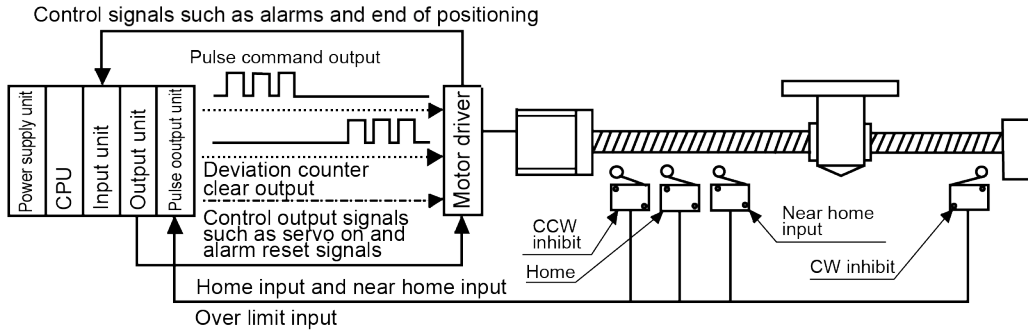 Control signals such as alarms and end of positioning
Pulse command output
Power supply unit
CPU
Input unit
Output unit
Pulse ooutput unit
Motor driver
Deviation counter
clear output
Control output signals
such as servo on and
alarm reset signals
CCW
inhibit
Home
Near home
input
CW inhibit
Home input and near home input
Over limit input